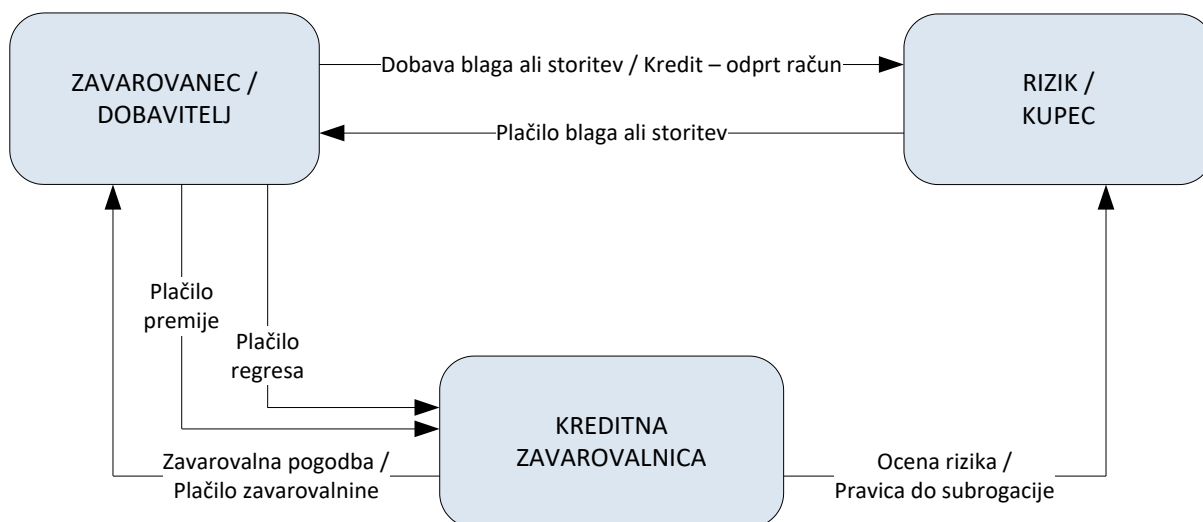 ZAVAROVANEC /
DOBAVITELJ
Dobava blaga ali storitev / Kredit – odprt račun
RIZIK /
KUPEC
Plačilo blaga ali storitev
Plačilo
premije
Plačilo
regresa
KREDITNA
ZAVAROVALNICA
Zavarovalna pogodba /
Plačilo zavarovalnine
Ocena rizika /
Pravica do subrogacije